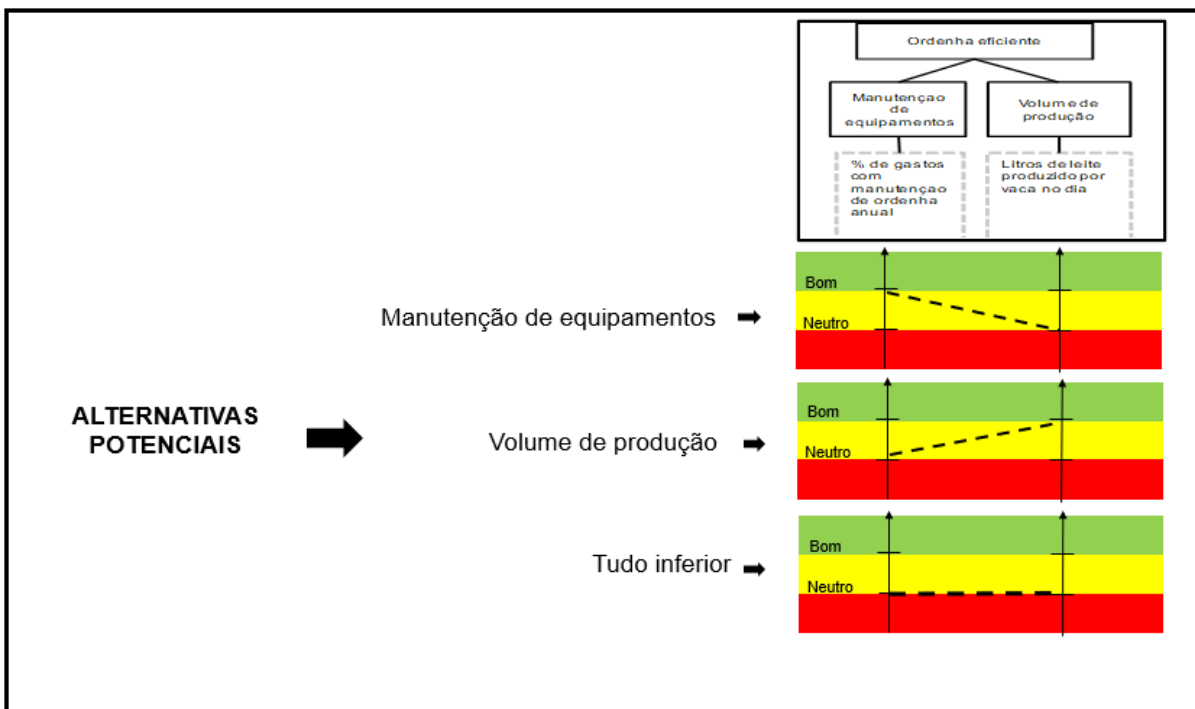 Ordenha eficiente
Manutençao
de
equipamentos
Volume de
produção
% de gastos
com
manutençao
de ordenha
anual
Litros de leite
produzido por
vaca no dia
Manutenção de equipamentos
Bom
Neutro
ALTERNATIVAS
POTENCIAIS
Volume de produção
Bom
Neutro
Tudo inferior
Bom
Neutro